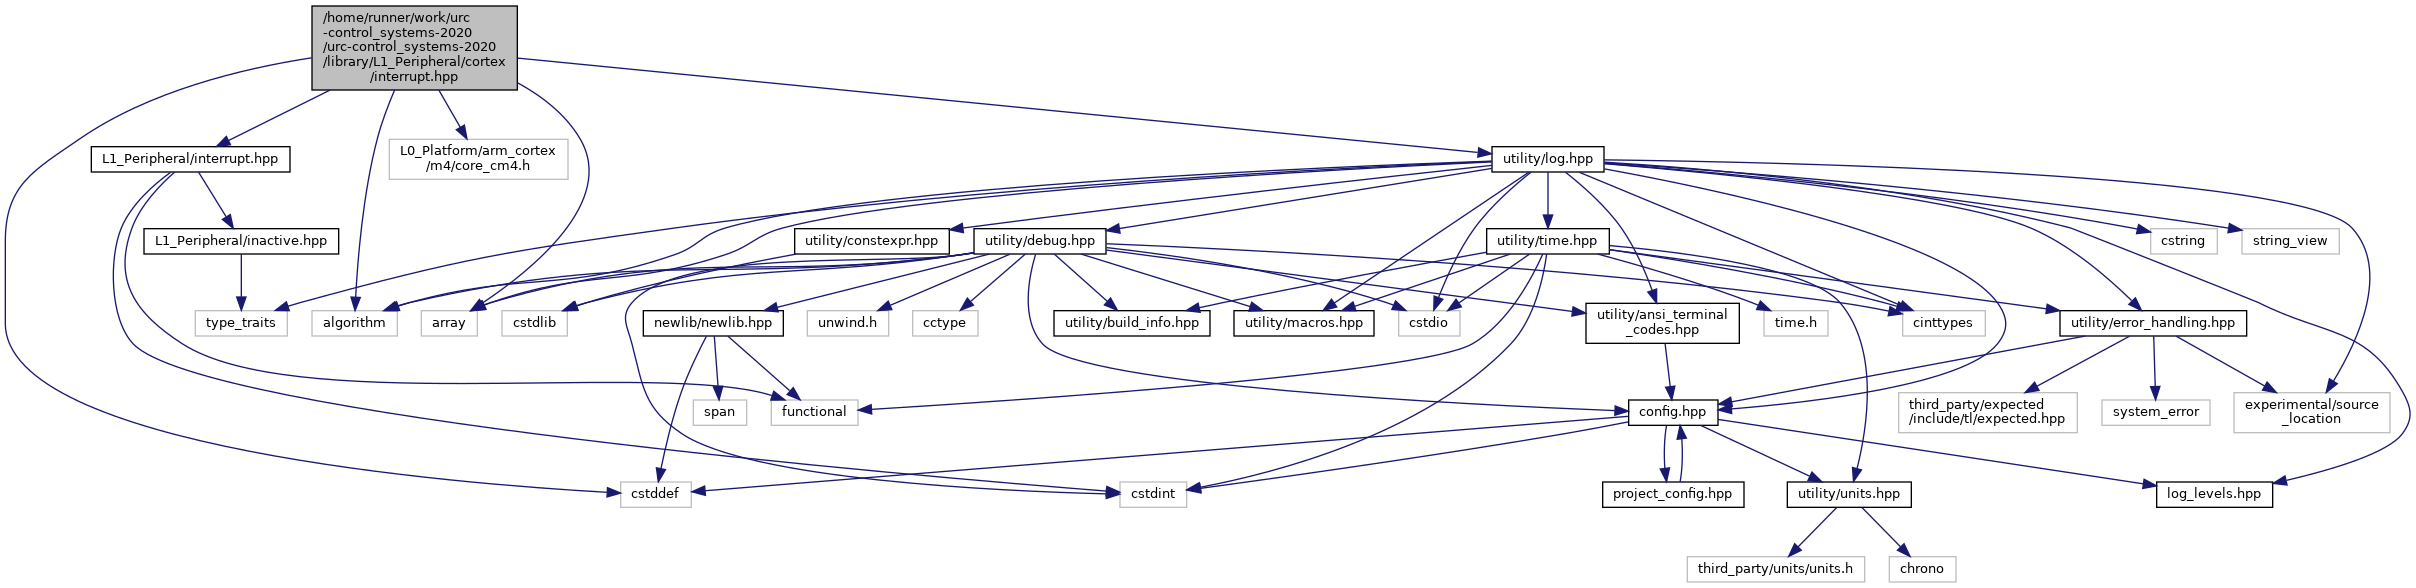 /home/runner/work/urc
-control_systems-2020
/urc-control_systems-2020
/library/L1_Peripheral/cortex
/interrupt.hpp
L1_Peripheral/interrupt.hpp
L0_Platform/arm_cortex
/m4/core_cm4.h
utility/log.hpp
L1_Peripheral/inactive.hpp
utility/constexpr.hpp
utility/debug.hpp
utility/time.hpp
cstring
string_view
type_traits
algorithm
array
cstdlib
newlib/newlib.hpp
unwind.h
cctype
utility/build_info.hpp
utility/macros.hpp
cstdio
utility/ansi_terminal
_codes.hpp
time.h
cinttypes
utility/error_handling.hpp
span
functional
config.hpp
third_party/expected
/include/tl/expected.hpp
system_error
experimental/source
_location
cstddef
cstdint
project_config.hpp
utility/units.hpp
log_levels.hpp
third_party/units/units.h
chrono